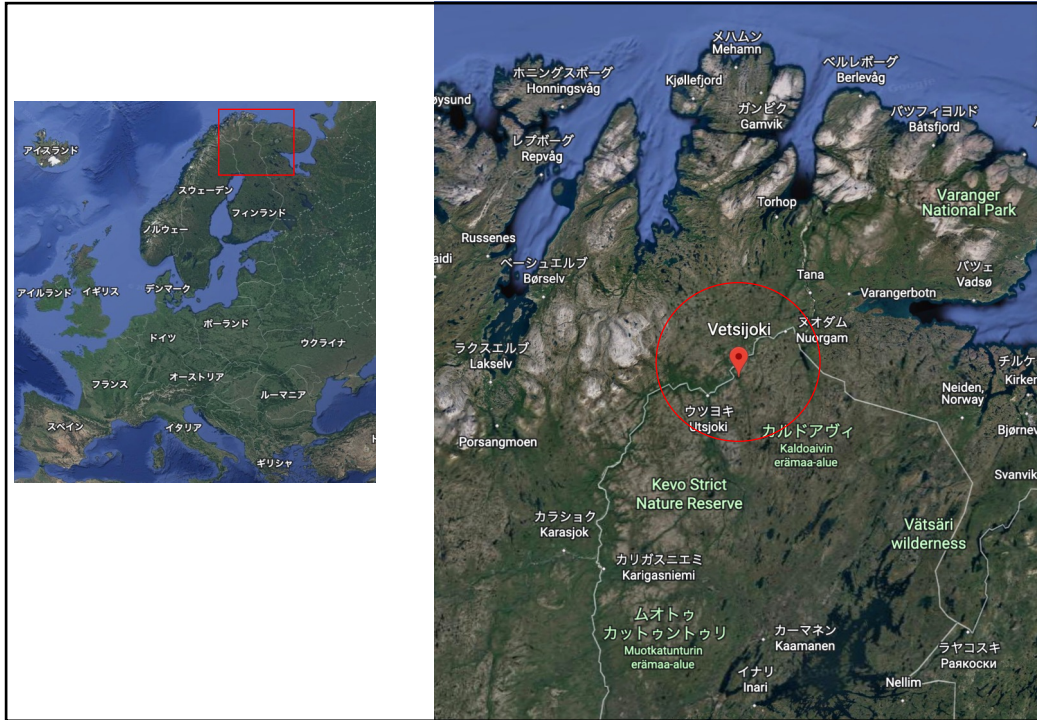 アイスランド
スウェーデン
フィンランド
ノルウェー
デンマーク
アイルランド
イギリス
ポーランド
ドイツ
ウクライナ
フランス
オーストリア
ルーマニア
スペイン
イタリア
ギリシャ
メハムン
Mehamn
ホニングスボーグ
Honningsvåg
Kjøllefjord
ベルレボーグ
Berlevåg
øysund
ガンビク
Gamvik
バツフィヨルド
Båtsfjord
レプボーグ
Repvåg
Torhop
Varanger
National Park
Russenes
aidi
ベーシュエルブ
Børselv
Tana
バツェ
Vadsø
Varangerbotn
Vetsijoki
ヌオダム
Nuorgam
ラクスエルブ
Lakselv
チルケ
Kirker
Neiden,
Norway
ウツヨキ
Utsjoki
Bjørnev
Porsangmoen
カルドアヴィ
Kaldoaivin
erämaa-alue
Svanvik
Kevo Strict
Nature Reserve
カラショク
Karasjok
Vätsäri
wilderness
カリガスニエミ
Karigasniemi
ムオトゥ
カットゥントゥリ
Muotkatunturin
erämaa-alue
カーマネン
Kaamanen
ラヤコスキ
Раякоски
イナリ
Inari
Nellim